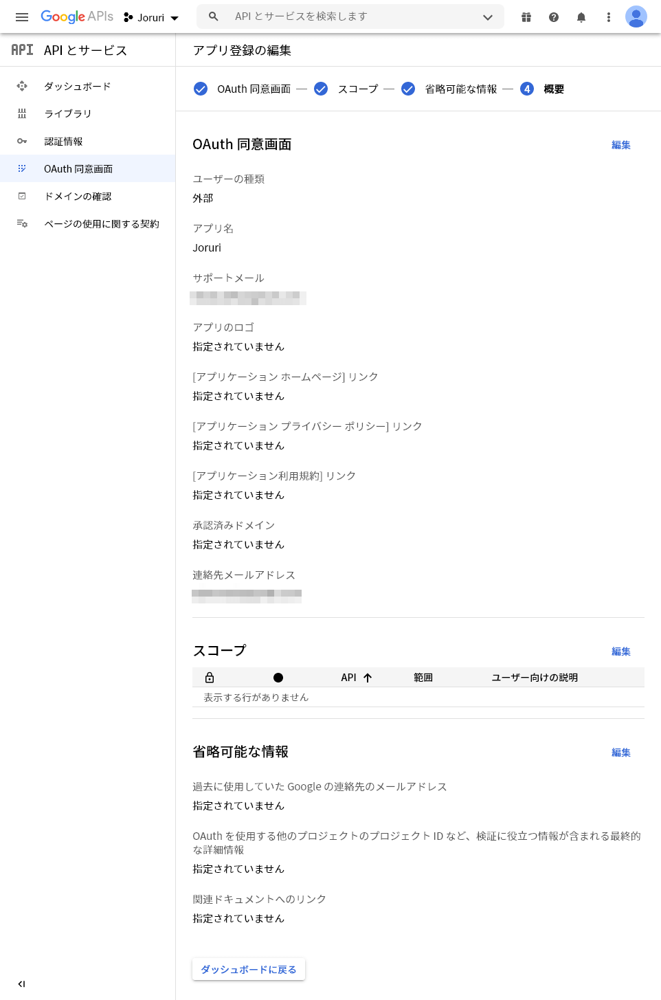 Google APIs
Joruri
API とサービスを検索します
API API とサービス
ダッシュボード
ライブラリ
認証情報
OAuth 同意画面
ドメインの確認
ページの使用に関する契約
アプリ登録の編集
OAuth 同意画面 スコープ 省略可能な情報 4 概要
OAuth 同意画面 編集
ユーザーの種類
外部
アプリ名
Joruri
サポートメール
アプリのロゴ
指定されていません
[アプリケーション ホームページ] リンク
指定されていません
[アプリケーション プライバシー ポリシー] リンク
指定されていません
[アプリケーション利用規約] リンク
指定されていません
承認済みドメイン
指定されていません
連絡先メールアドレス
スコープ 編集
API 範囲 ユーザー向けの説明
表示する行がありません
省略可能な情報 編集
過去に使用していた Google の連絡先のメールアドレス
指定されていません
OAuth を使用する他のプロジェクトのプロジェクト ID など、検証に役立つ情報が含まれる最終的
な詳細情報
指定されていません
関連ドキュメントへのリンク
指定されていません
ダッシュボードに戻る